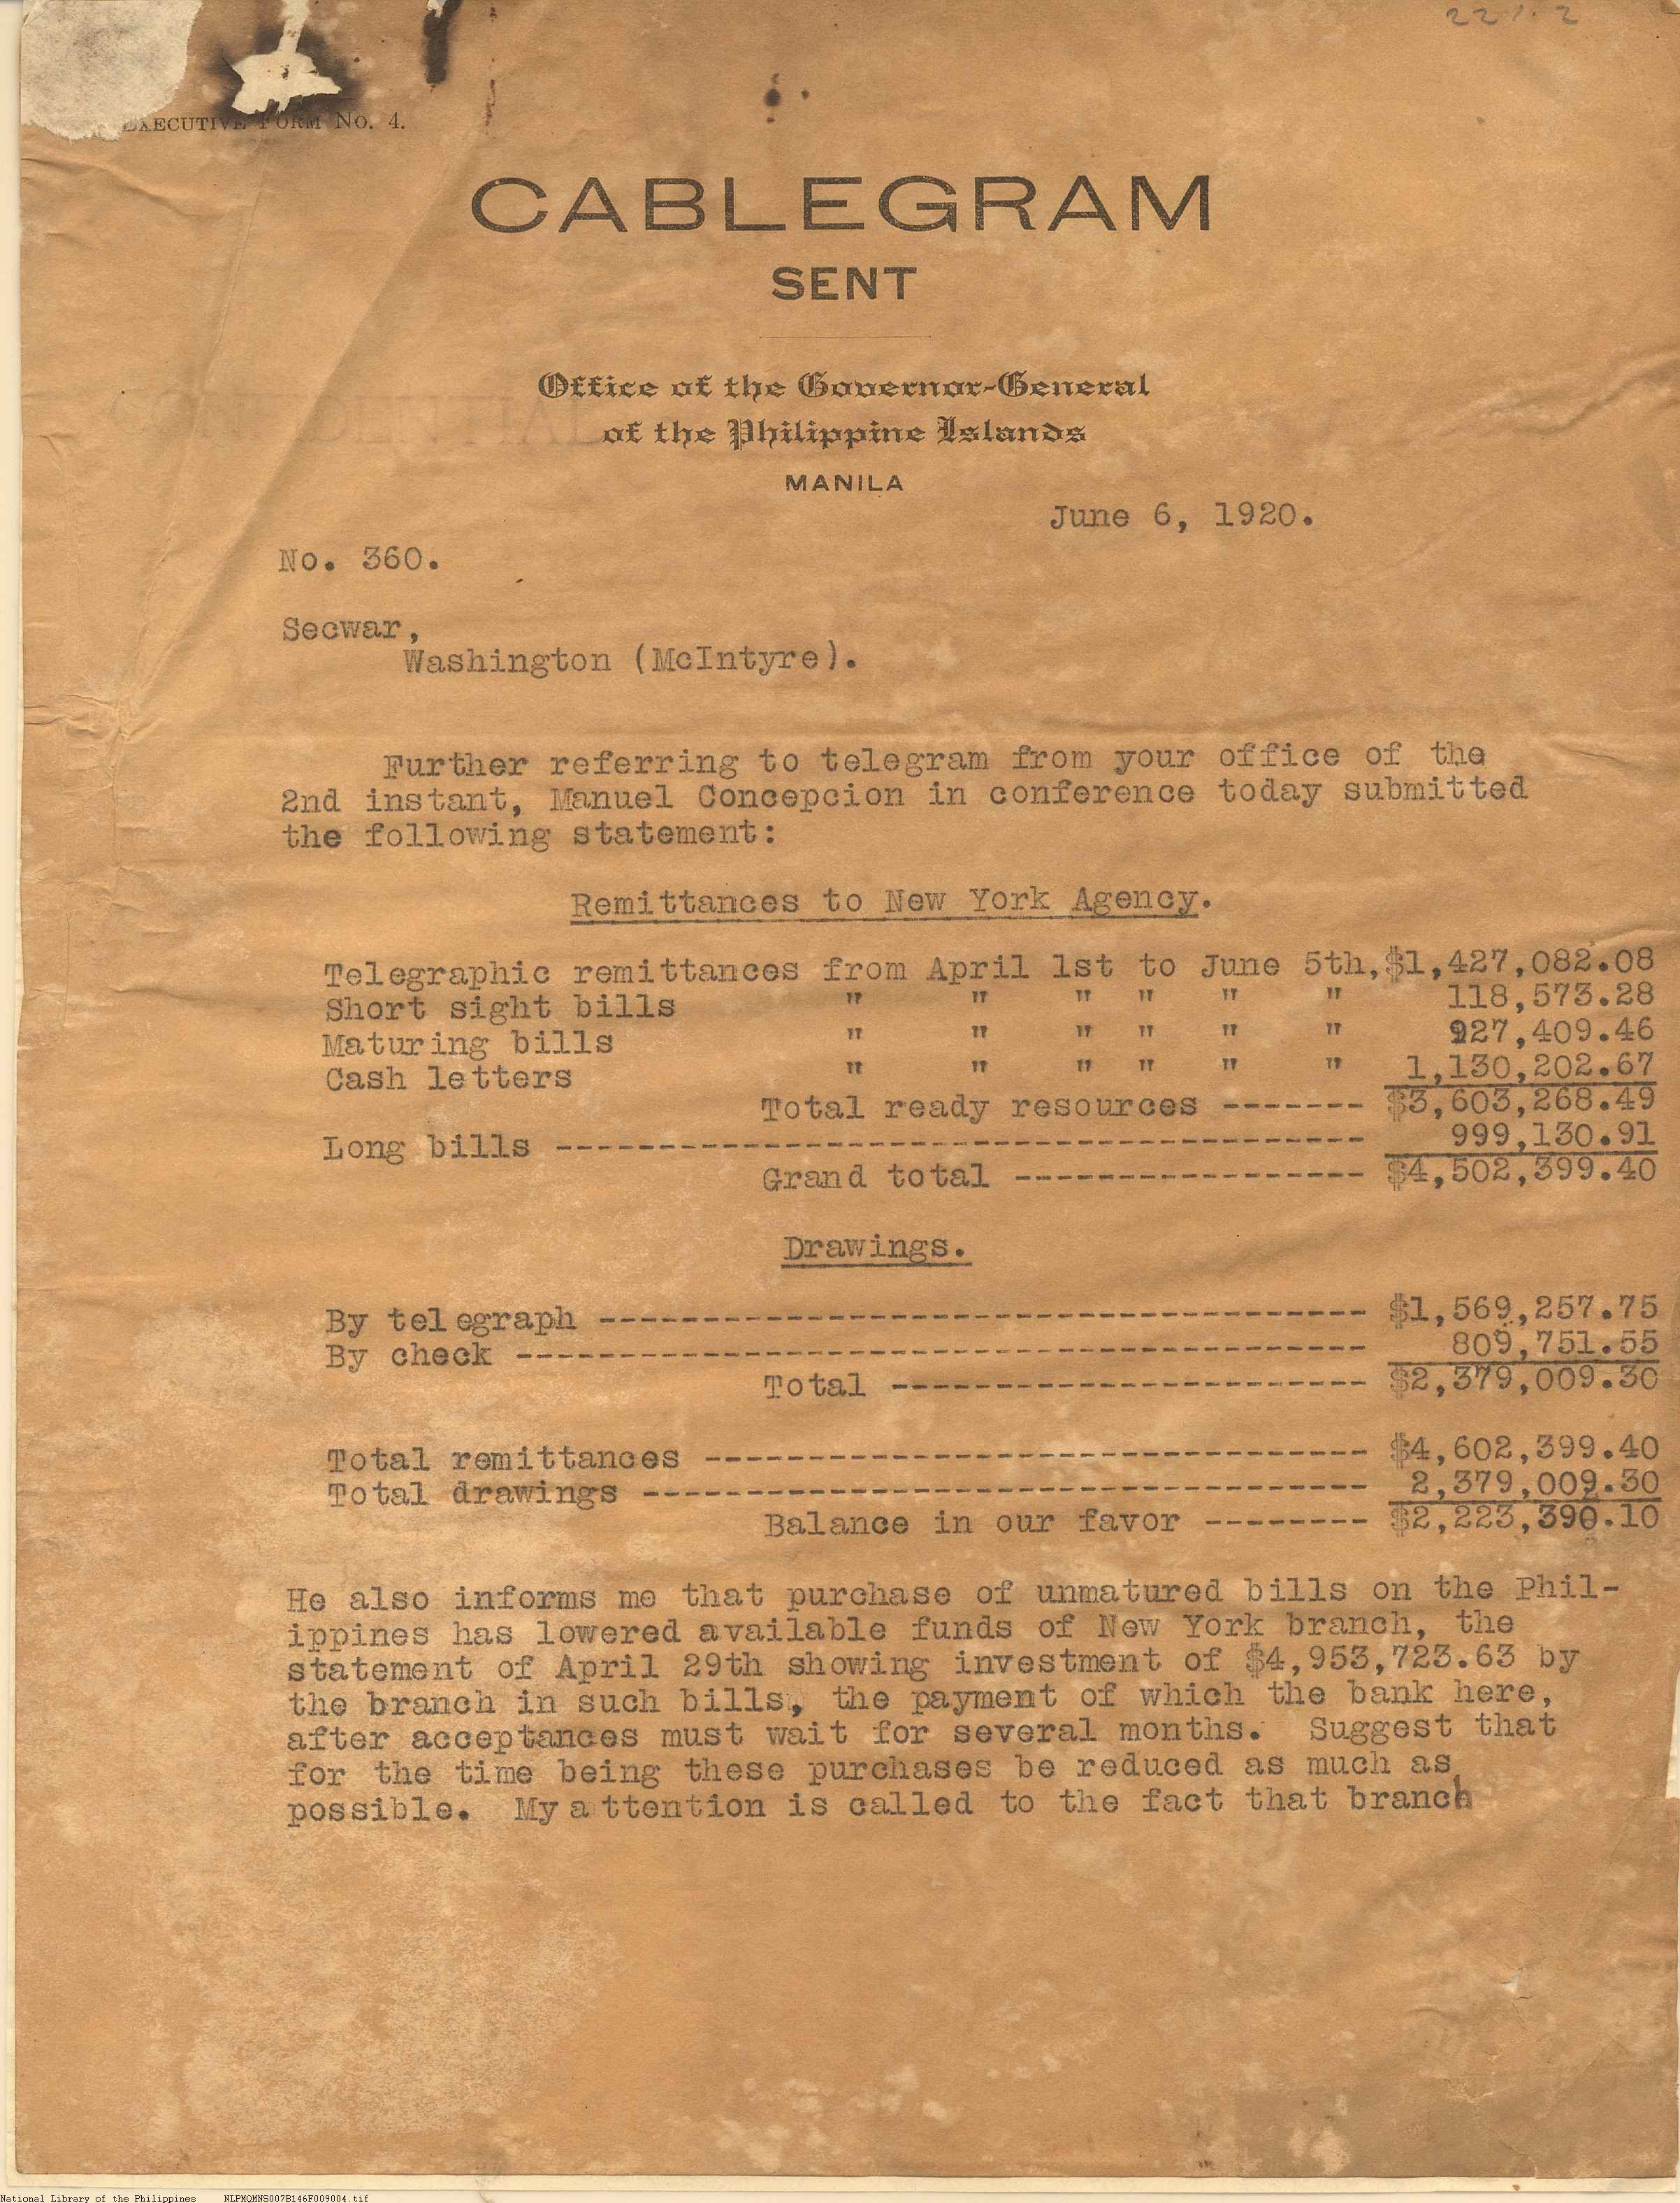 22 . 2
EXECUTIVE FORM No. 4.
CABLEGRAM
SENT
Office of the Governor-General
of the Philippine Islands
MANILA
June 6, 1920.
No. 360.
Secwar,
Washington (McIntyre).
Further referring to telegram from your office of the
2nd instant, Manuel Concepcion in conference today submitted
the following statement:
Remittances to New York Agency.
Telegraphic remittances from April 1st to June 5th,$1,427,082.08
Short sight bills " " " " " " 118,573.28
Maturing bills " " " " " " 927,409.46
Cash letters " " " " " " 1,130,202.67
Total ready resources ------- $3,603,268.49
Long bills --------------------------------------- 999,130.91
Grand total ----------------- $4,502,399.40
Drawings.
By telegraph ------------------------------------- $1,569,257.75
By check ----------------------------------------- 809,751.55
Total ----------------------- $2,379,009.30
Total remittances -------------------------------- $4,602,399.40
Total drawings ----------------------------------- 2,379,009.30
Balance in our favor -------- $2,223,390.10
He also informs me that purchase of unmatured bills on the Phil-
ippines has lowered available funds of New York branch, the
statement of April 29th showing investment of $4,953,723.63 by
the branch in such bills, the payment of which the bank here,
after acceptances must wait for several months. Suggest that
for the time being these purchases be reduced as much as
possible. My attention is called to the fact that branch
National Library of the Philippines NLPMQMNS007B146F009004.tif